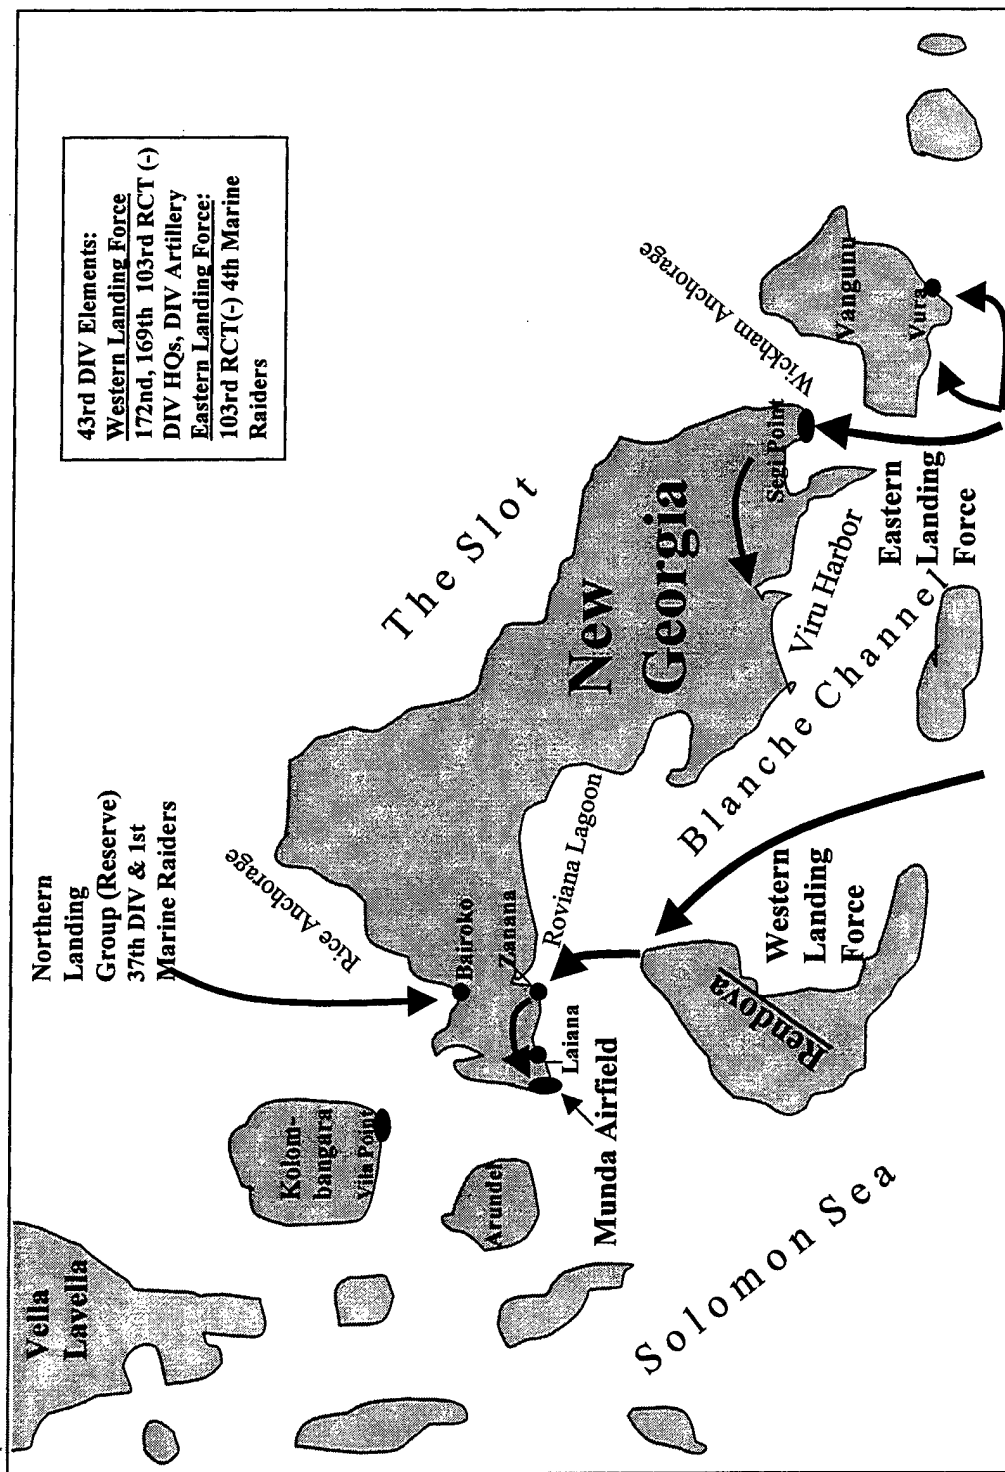 Vella
Lavella
Kolom-
bangara
Vila Point
Arundel
Munda Airfield
Solomon Sea
Northern
Landing
Group (Reserve)
37th DIV & 1st
Marine Raiders
Rice Anchorage
Bairoko
Zanana
Laiana
Roviana Lagoon
Rendova
Western
Landing
Force
Blanche Channel
The Slot
New
Georgia
Viru Harbor
Segi Point
Eastern
Landing
Force
Wickham Anchorage
Vangunu
Vura
43rd DIV Elements:
Western Landing Force
172nd, 169th 103rd RCT (-)
DIV HQs, DIV Artillery
Eastern Landing Force:
103rd RCT(-) 4th Marine
Raiders